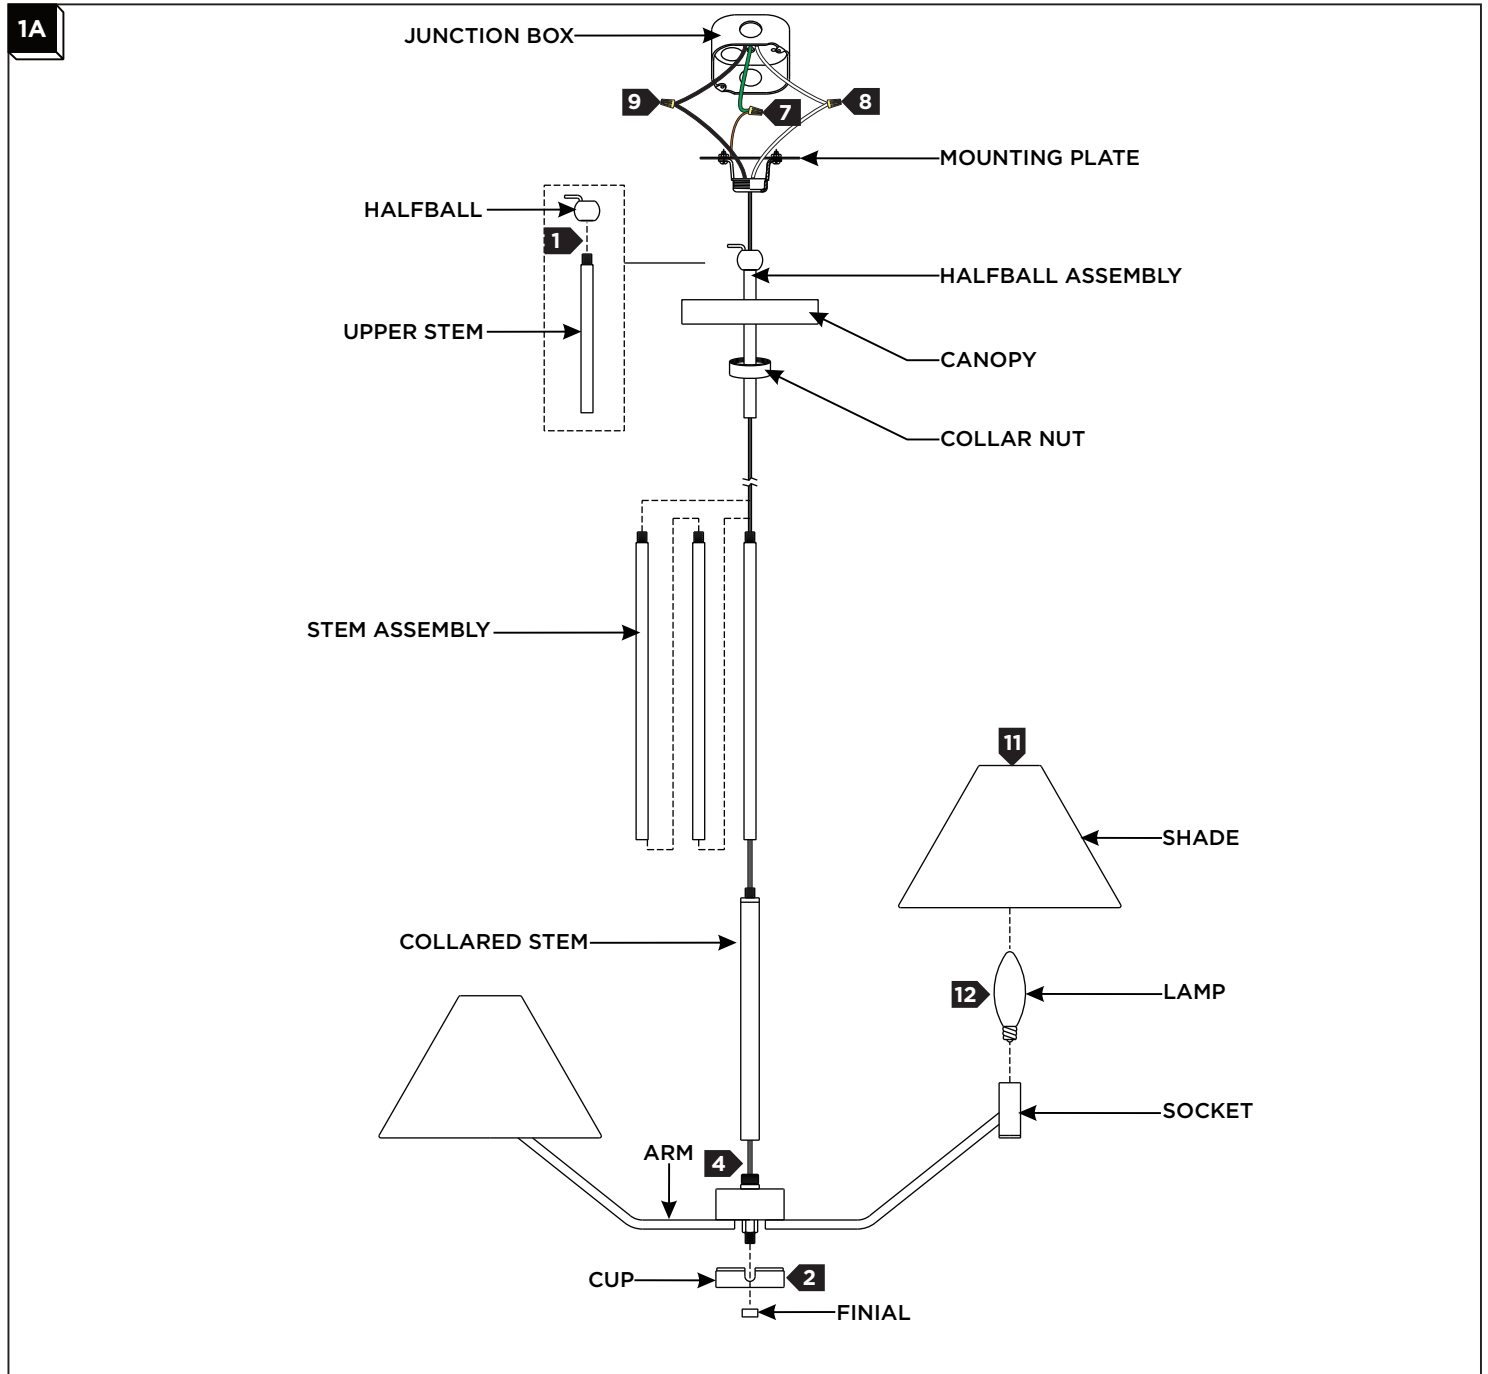 1A
JUNCTION BOX
9
7
8
MOUNTING PLATE
HALFBALL
1
HALFBALL ASSEMBLY
UPPER STEM
CANOPY
COLLAR NUT
STEM ASSEMBLY
11
SHADE
COLLARED STEM
12
LAMP
SOCKET
ARM
4
CUP
2
FINIAL